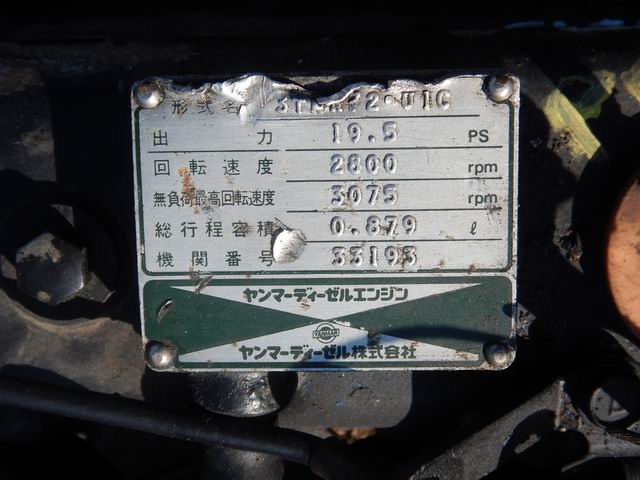 形式名
出力 19.5 PS
回転速度 2800 rpm
無負荷最高回転速度 3075 rpm
総行程容積 0.879 ℓ
機関番号 33193
ヤンマーディーゼルエンジン
YANMAR
ヤンマーディーゼル株式会社